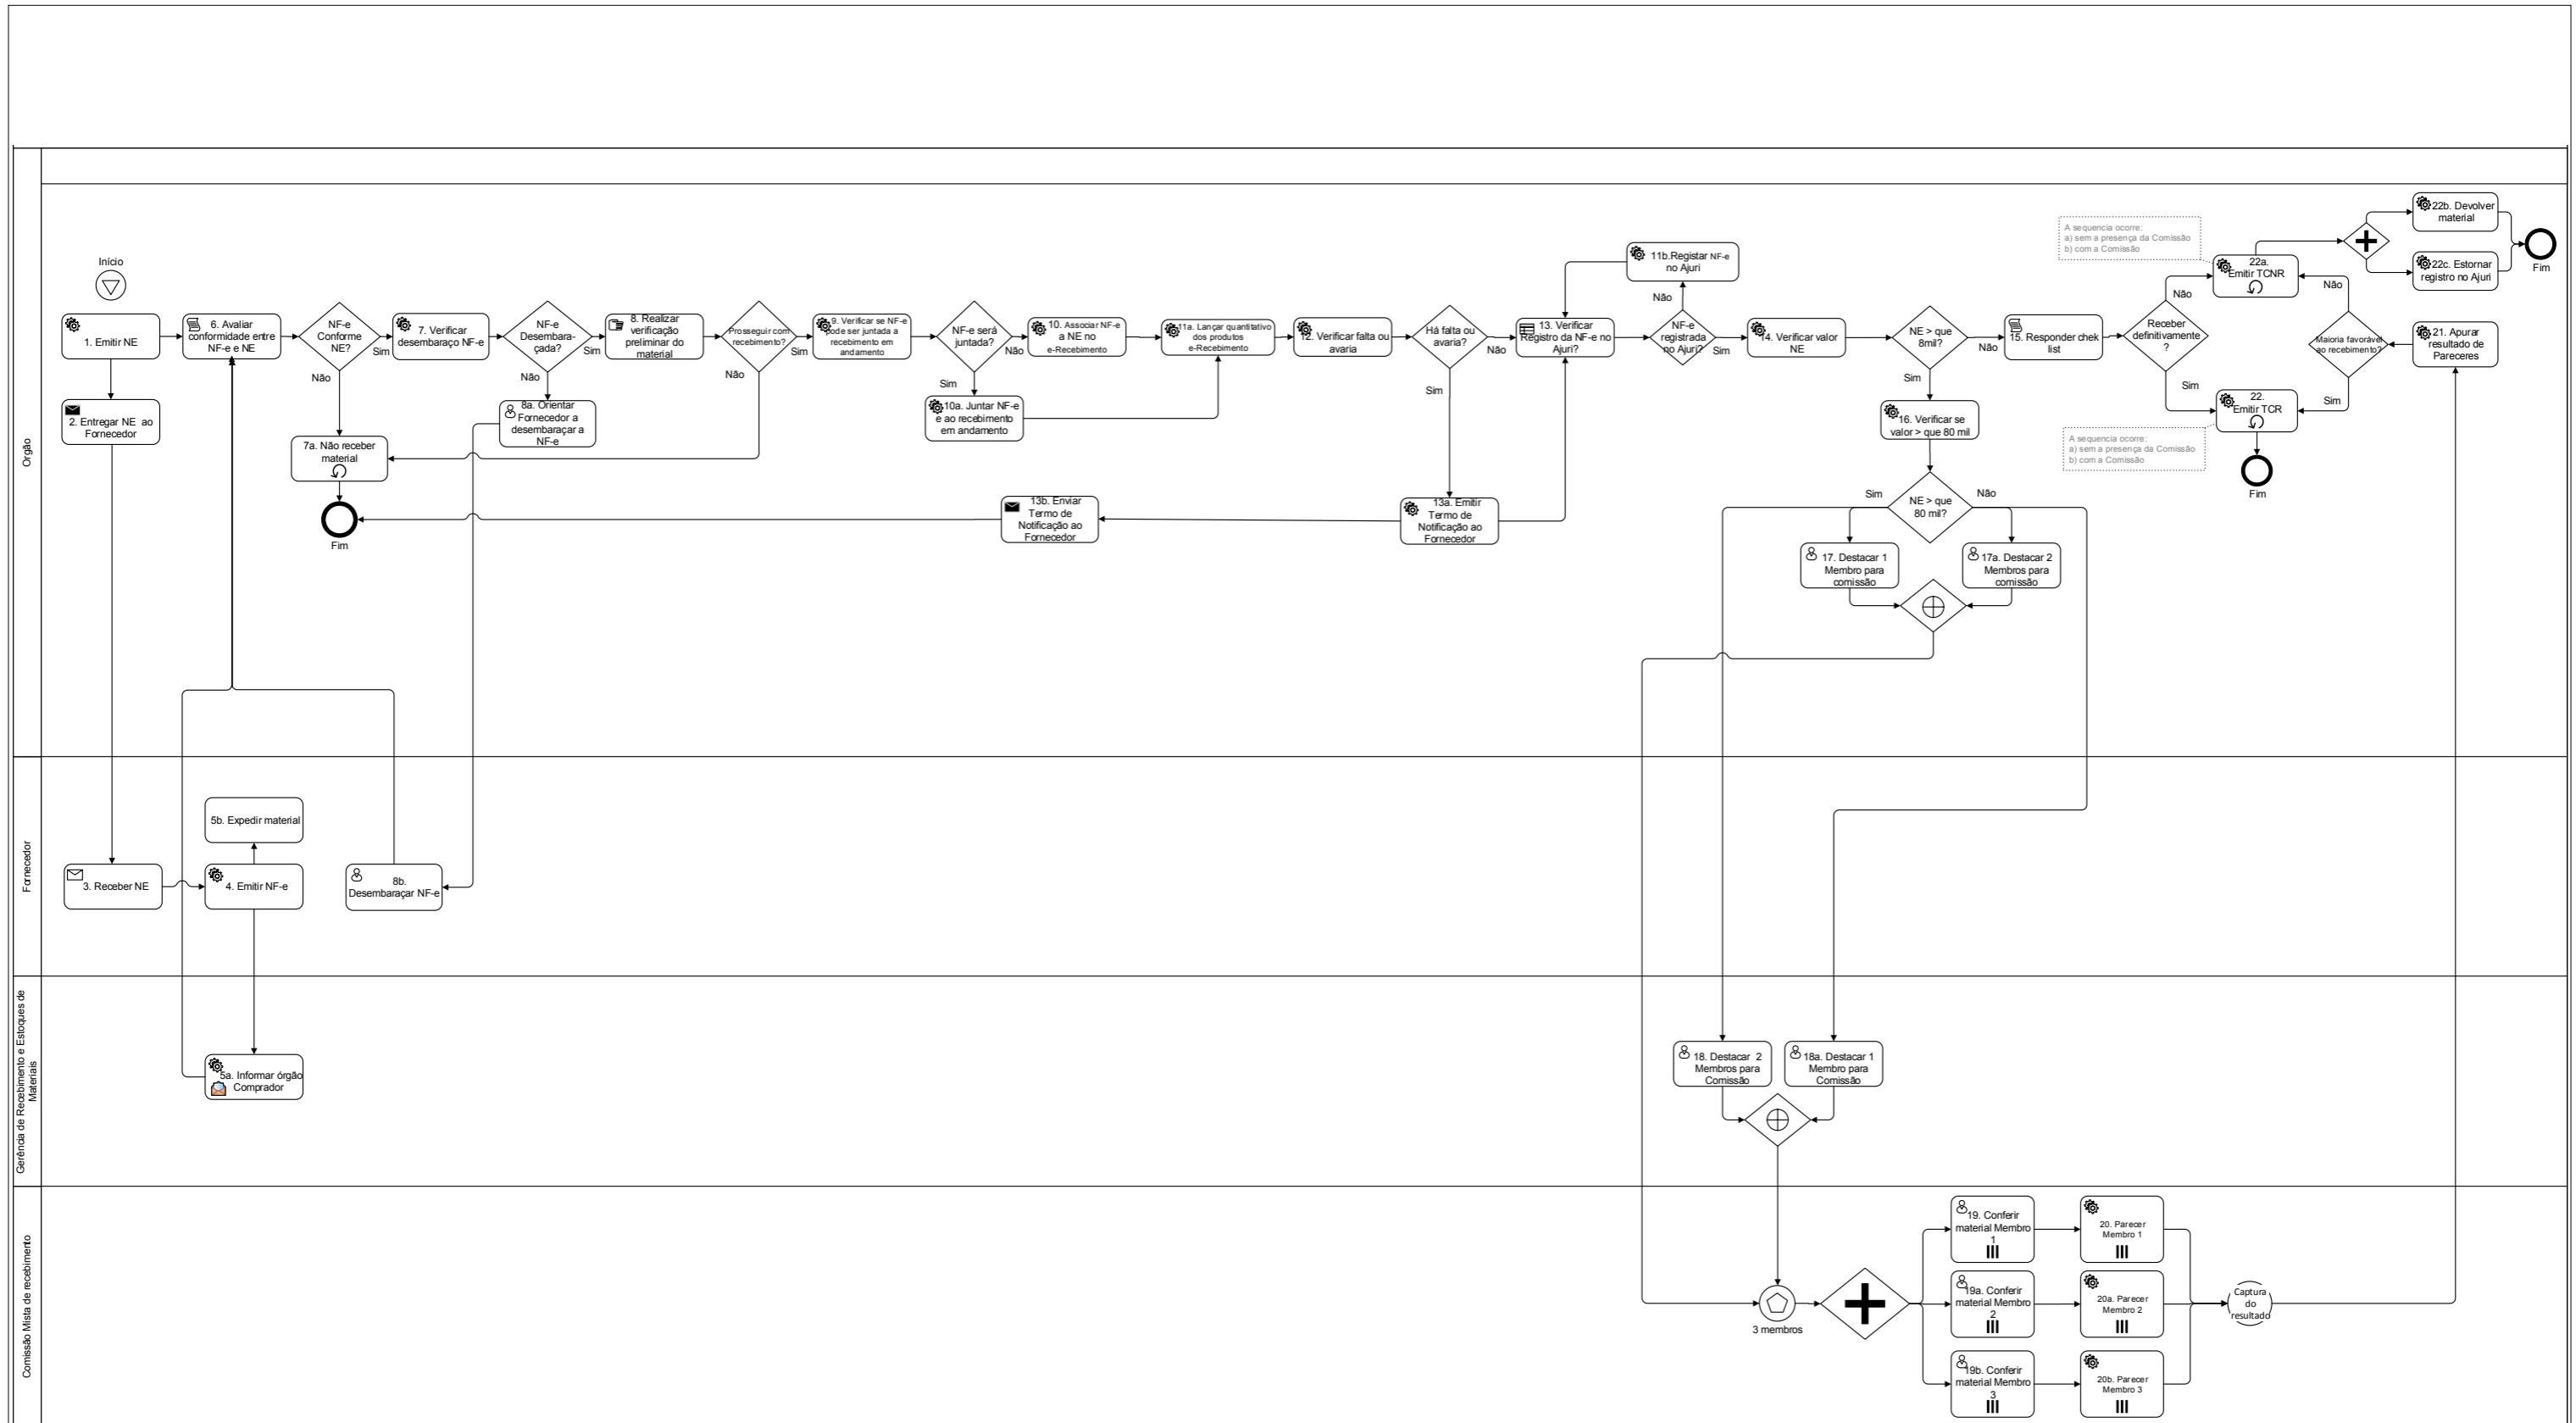 Orgão
Início
1. Emitir NE
2. Entregar NE ao
Fornecedor
6. Avaliar
conformidade entre
NF-e e NE
NF-e
Conforme
NE?
Sim
Não
7a. Não receber
material
Fim
7. Verificar
desembaraço NF-e
NF-e
Desembara-
çada?
Sim
Não
8a. Orientar
Fornecedor a
desembaraçar a
NF-e
8. Realizar
verificação
preliminar do
material
Prosseguir com
recebimento?
Sim
Não
9. Verificar se NF-e
pode ser juntada a
recebimento em
andamento
NF-e será
juntada?
Não
Sim
10a. Juntar NF-e
e ao recebimento
em andamento
10. Associar NF-e
a NE no
e-Recebimento
11a. Lançar quantitativo
dos produtos
e-Recebimento
12. Verificar falta ou
avaria
Há falta ou
avaria?
Não
Sim
13a. Emitir
Termo de
Notificação ao
Fornecedor
13b. Enviar
Termo de
Notificação ao
Fornecedor
13. Verificar
Registro da NF-e no
Ajuri?
11b.Registar NF-e
no Ajuri
Não
NF-e
registrada
no Ajuri?
Sim
14. Verificar valor
NE
NE > que
8mil?
Não
Sim
16. Verificar se
valor > que 80 mil
NE > que
80 mil?
Sim
Não
17. Destacar 1
Membro para
comissão
17a. Destacar 2
Membros para
comissão
15. Responder chek
list
Receber
definitivamente
?
Não
Sim
A sequencia ocorre:
a) sem a presença da Comissão
b) com a Comissão
22a.
Emitir TCNR
22.
Emitir TCR
A sequencia ocorre:
a) sem a presença da Comissão
b) com a Comissão
Fim
Maioria favorável
ao recebimento?
Não
Sim
21. Apurar
resultado de
Pareceres
22b. Devolver
material
22c. Estornar
registro no Ajuri
Fim
Fornecedor
3. Receber NE
4. Emitir NF-e
5b. Expedir material
8b.
Desembaraçar NF-e
Gerência de Recebimento e Estoques de
Materiais
5a. Informar órgão
Comprador
18. Destacar 2
Membros para
Comissão
18a. Destacar 1
Membro para
Comissão
Comissão Mista de recebimento
3 membros
19. Conferir
material Membro
1
19a. Conferir
material Membro
2
19b. Conferir
material Membro
3
20. Parecer
Membro 1
20a. Parecer
Membro 2
20b. Parecer
Membro 3
Captura
do
resultado